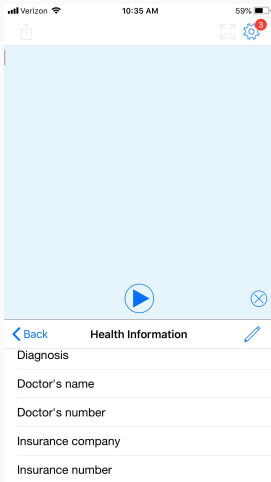 Verizon 10:35 AM 59%
3
Back Health Information
Diagnosis
Doctor's name
Doctor's number
Insurance company
Insurance number